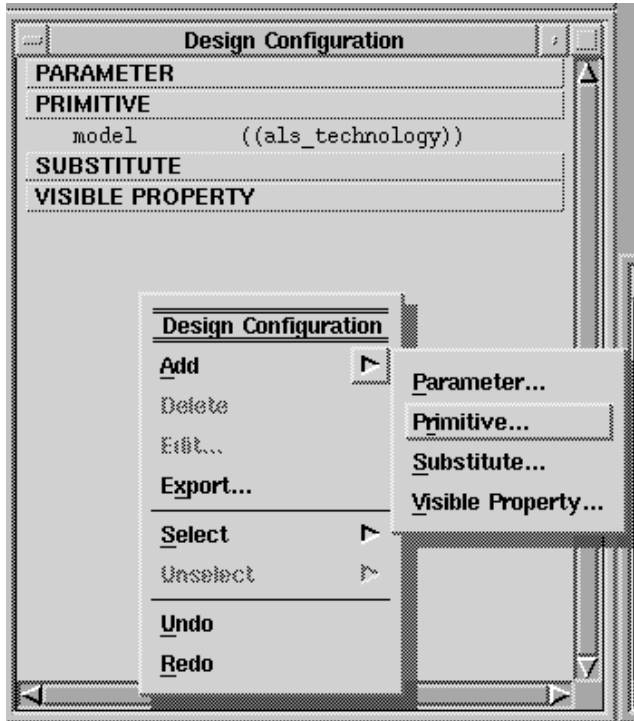 Design Configuration
PARAMETER
PRIMITIVE
model ((als_technology))
SUBSTITUTE
VISIBLE PROPERTY
Design Configuration
Add
Delete
Edit...
Export...
Select
Unselect
Undo
Redo
Parameter...
Primitive...
Substitute...
Visible Property...